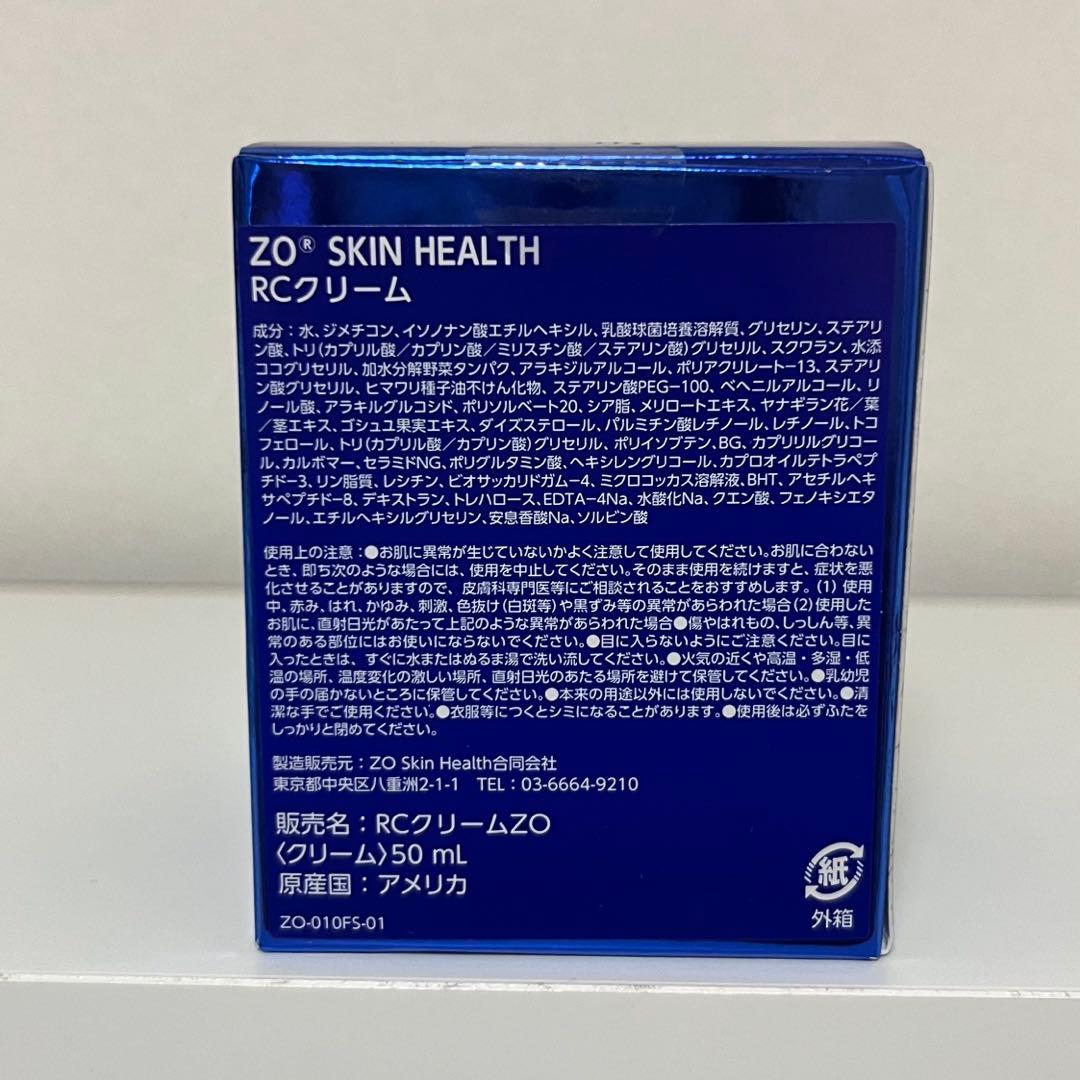 ZO® SKIN HEALTH
RCクリーム
成分：水、ジメチコン、イソノナン酸エチルヘキシル、乳酸球菌培養溶解質、グリセリン、ステアリ
ン酸、トリ（カプリル酸／カプリン酸／ミリスチン酸／ステアリン酸）グリセリル、スクワラン、水添
ココグリセリル、加水分解野菜タンパク、アラキジルアルコール、ポリアクリレート-13、ステアリ
ン酸グリセリル、ヒマワリ種子油不けん化物、ステアリン酸PEG-100、ベヘニルアルコール、リ
ノール酸、アラキルグルコシド、ポリソルベート20、シア脂、メリロートエキス、ヤナギラン花／葉
／茎エキス、ゴシュユ果実エキス、ダイズステロール、パルミチン酸レチノール、レチノール、トコ
フェロール、トリ（カプリル酸／カプリン酸）グリセリル、ポリイソブテン、BG、カプリリルグリコー
ル、カルボマー、セラミドNG、ポリグルタミン酸、ヘキシレングリコール、カプロオイルテトラペプ
チド-3、リン脂質、レシチン、ビオサッカリドガム-4、ミクロコッカス溶解液、BHT、アセチルヘキ
サペプチド-8、デキストラン、トレハロース、EDTA-4Na、水酸化Na、クエン酸、フェノキシエタ
ノール、エチルヘキシルグリセリン、安息香酸Na、ソルビン酸
使用上の注意：●お肌に異常が生じていないかよく注意して使用してください。お肌に合わない
とき、即ち次のような場合には、使用を中止してください。そのまま使用を続けますと、症状を悪
化させることがありますので、皮膚科専門医等にご相談されることをおすすめします。（1）使用
中、赤み、はれ、かゆみ、刺激、色抜け（白斑等）や黒ずみ等の異常があらわれた場合（2）使用した
お肌に、直射日光があたって上記のような異常があらわれた場合●傷やはれもの、しっしん等、異
常のある部位にはお使いにならないでください。●目に入らないようにご注意ください。目に
入ったときは、すぐに水またはぬるま湯で洗い流してください。●火気の近くや高温・多湿・低
温の場所、温度変化の激しい場所、直射日光のあたる場所を避けて保管してください。●乳幼児
の手の届かないところに保管してください。●本来の用途以外には使用しないでください。●清
潔な手でご使用ください。●衣服等につくとシミになることがあります。●使用後は必ずふたを
しっかりと閉めてください。
製造販売元：ZO Skin Health合同会社
東京都中央区八重洲2-1-1　TEL：03-6664-9210
販売名：RCクリームZO
〈クリーム〉50 mL
原産国：アメリカ
ZO-010FS-01
紙
外箱